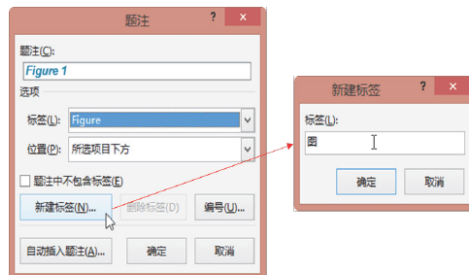 题注 ? ×
题注(C):
Figure 1
选项
标签(L): Figure
位置(P): 所选项目下方
题注中不包含标签(E)
新建标签(N)... 删除标签(D) 编号(U)...
自动插入题注(A)... 确定 取消
新建标签 ? ×
标签(L):
图
确定 取消